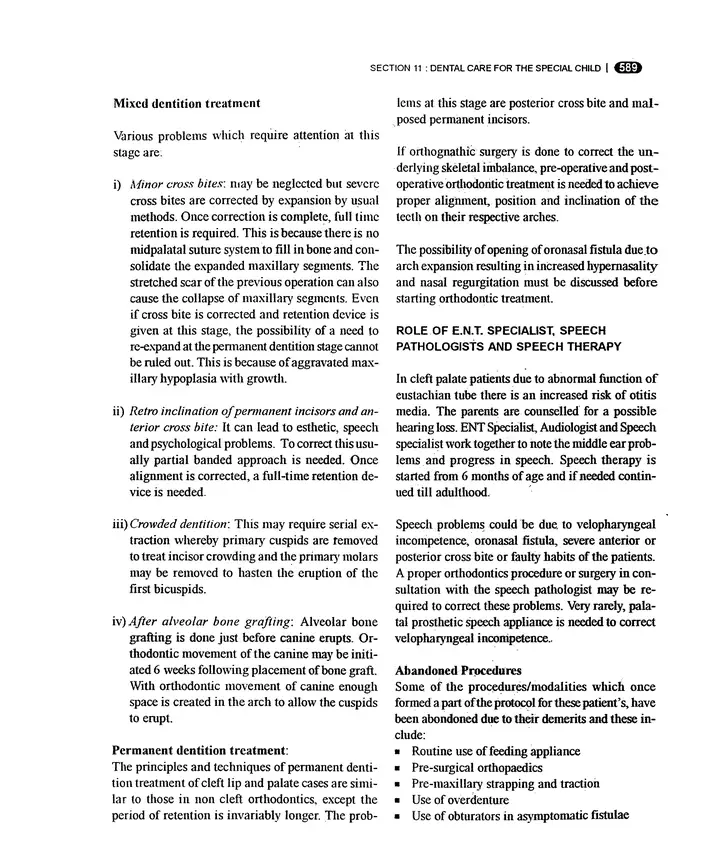 SECTION 11 : DENTAL CARE FOR THE SPECIAL CHILD | 589
Mixed dentition treatment
Various problems which require attention at this
stage are:
i) Minor cross bites: may be neglected but severe
cross bites are corrected by expansion by usual
methods. Once correction is complete, full time
retention is required. This is because there is no
midpalatal suture system to fill in bone and con-
solidate the expanded maxillary segments. The
stretched scar of the previous operation can also
cause the collapse of maxillary segments. Even
if cross bite is corrected and retention device is
given at this stage, the possibility of a need to
re-expand at the permanent dentition stage cannot
be ruled out. This is because of aggravated max-
illary hypoplasia with growth.
ii) Retro inclination of permanent incisors and an-
terior cross bite: It can lead to esthetic, speech
and psychological problems. To correct this usu-
ally partial banded approach is needed. Once
alignment is corrected, a full-time retention de-
vice is needed.
iii) Crowded dentition: This may require serial ex-
traction whereby primary cuspids are removed
to treat incisor crowding and the primary molars
may be removed to hasten the eruption of the
first bicuspids.
iv) After alveolar bone grafting: Alveolar bone
grafting is done just before canine erupts. Or-
thodontic movement of the canine may be initi-
ated 6 weeks following placement of bone graft.
With orthodontic movement of canine enough
space is created in the arch to allow the cuspids
to erupt.
Permanent dentition treatment:
The principles and techniques of permanent denti-
tion treatment of cleft lip and palate cases are simi-
lar to those in non cleft orthodontics, except the
period of retention is invariably longer. The prob-
lems at this stage are posterior cross bite and mal-
posed permanent incisors.
If orthognathic surgery is done to correct the un-
derlying skeletal imbalance, pre-operative and post-
operative orthodontic treatment is needed to achieve
proper alignment, position and inclination of the
teeth on their respective arches.
The possibility of opening of oronasal fistula due to
arch expansion resulting in increased hypernasality
and nasal regurgitation must be discussed before
starting orthodontic treatment.
ROLE OF E.N.T. SPECIALIST, SPEECH
PATHOLOGISTS AND SPEECH THERAPY
In cleft palate patients due to abnormal function of
eustachian tube there is an increased risk of otitis
media. The parents are counselled for a possible
hearing loss. ENT Specialist, Audiologist and Speech
specialist work together to note the middle ear prob-
lems and progress in speech. Speech therapy is
started from 6 months of age and if needed contin-
ued till adulthood.
Speech problems could be due to velopharyngeal
incompetence, oronasal fistula, severe anterior or
posterior cross bite or faulty habits of the patients.
A proper orthodontics procedure or surgery in con-
sultation with the speech pathologist may be re-
quired to correct these problems. Very rarely, pala-
tal prosthetic speech appliance is needed to correct
velopharyngeal incompetence.
Abandoned Procedures
Some of the procedures/modalities which once
formed a part of the protocol for these patient's, have
been abondoned due to their demerits and these in-
clude:
▪ Routine use of feeding appliance
▪ Pre-surgical orthopaedics
▪ Pre-maxillary strapping and traction
▪ Use of overdenture
▪ Use of obturators in asymptomatic fistulae